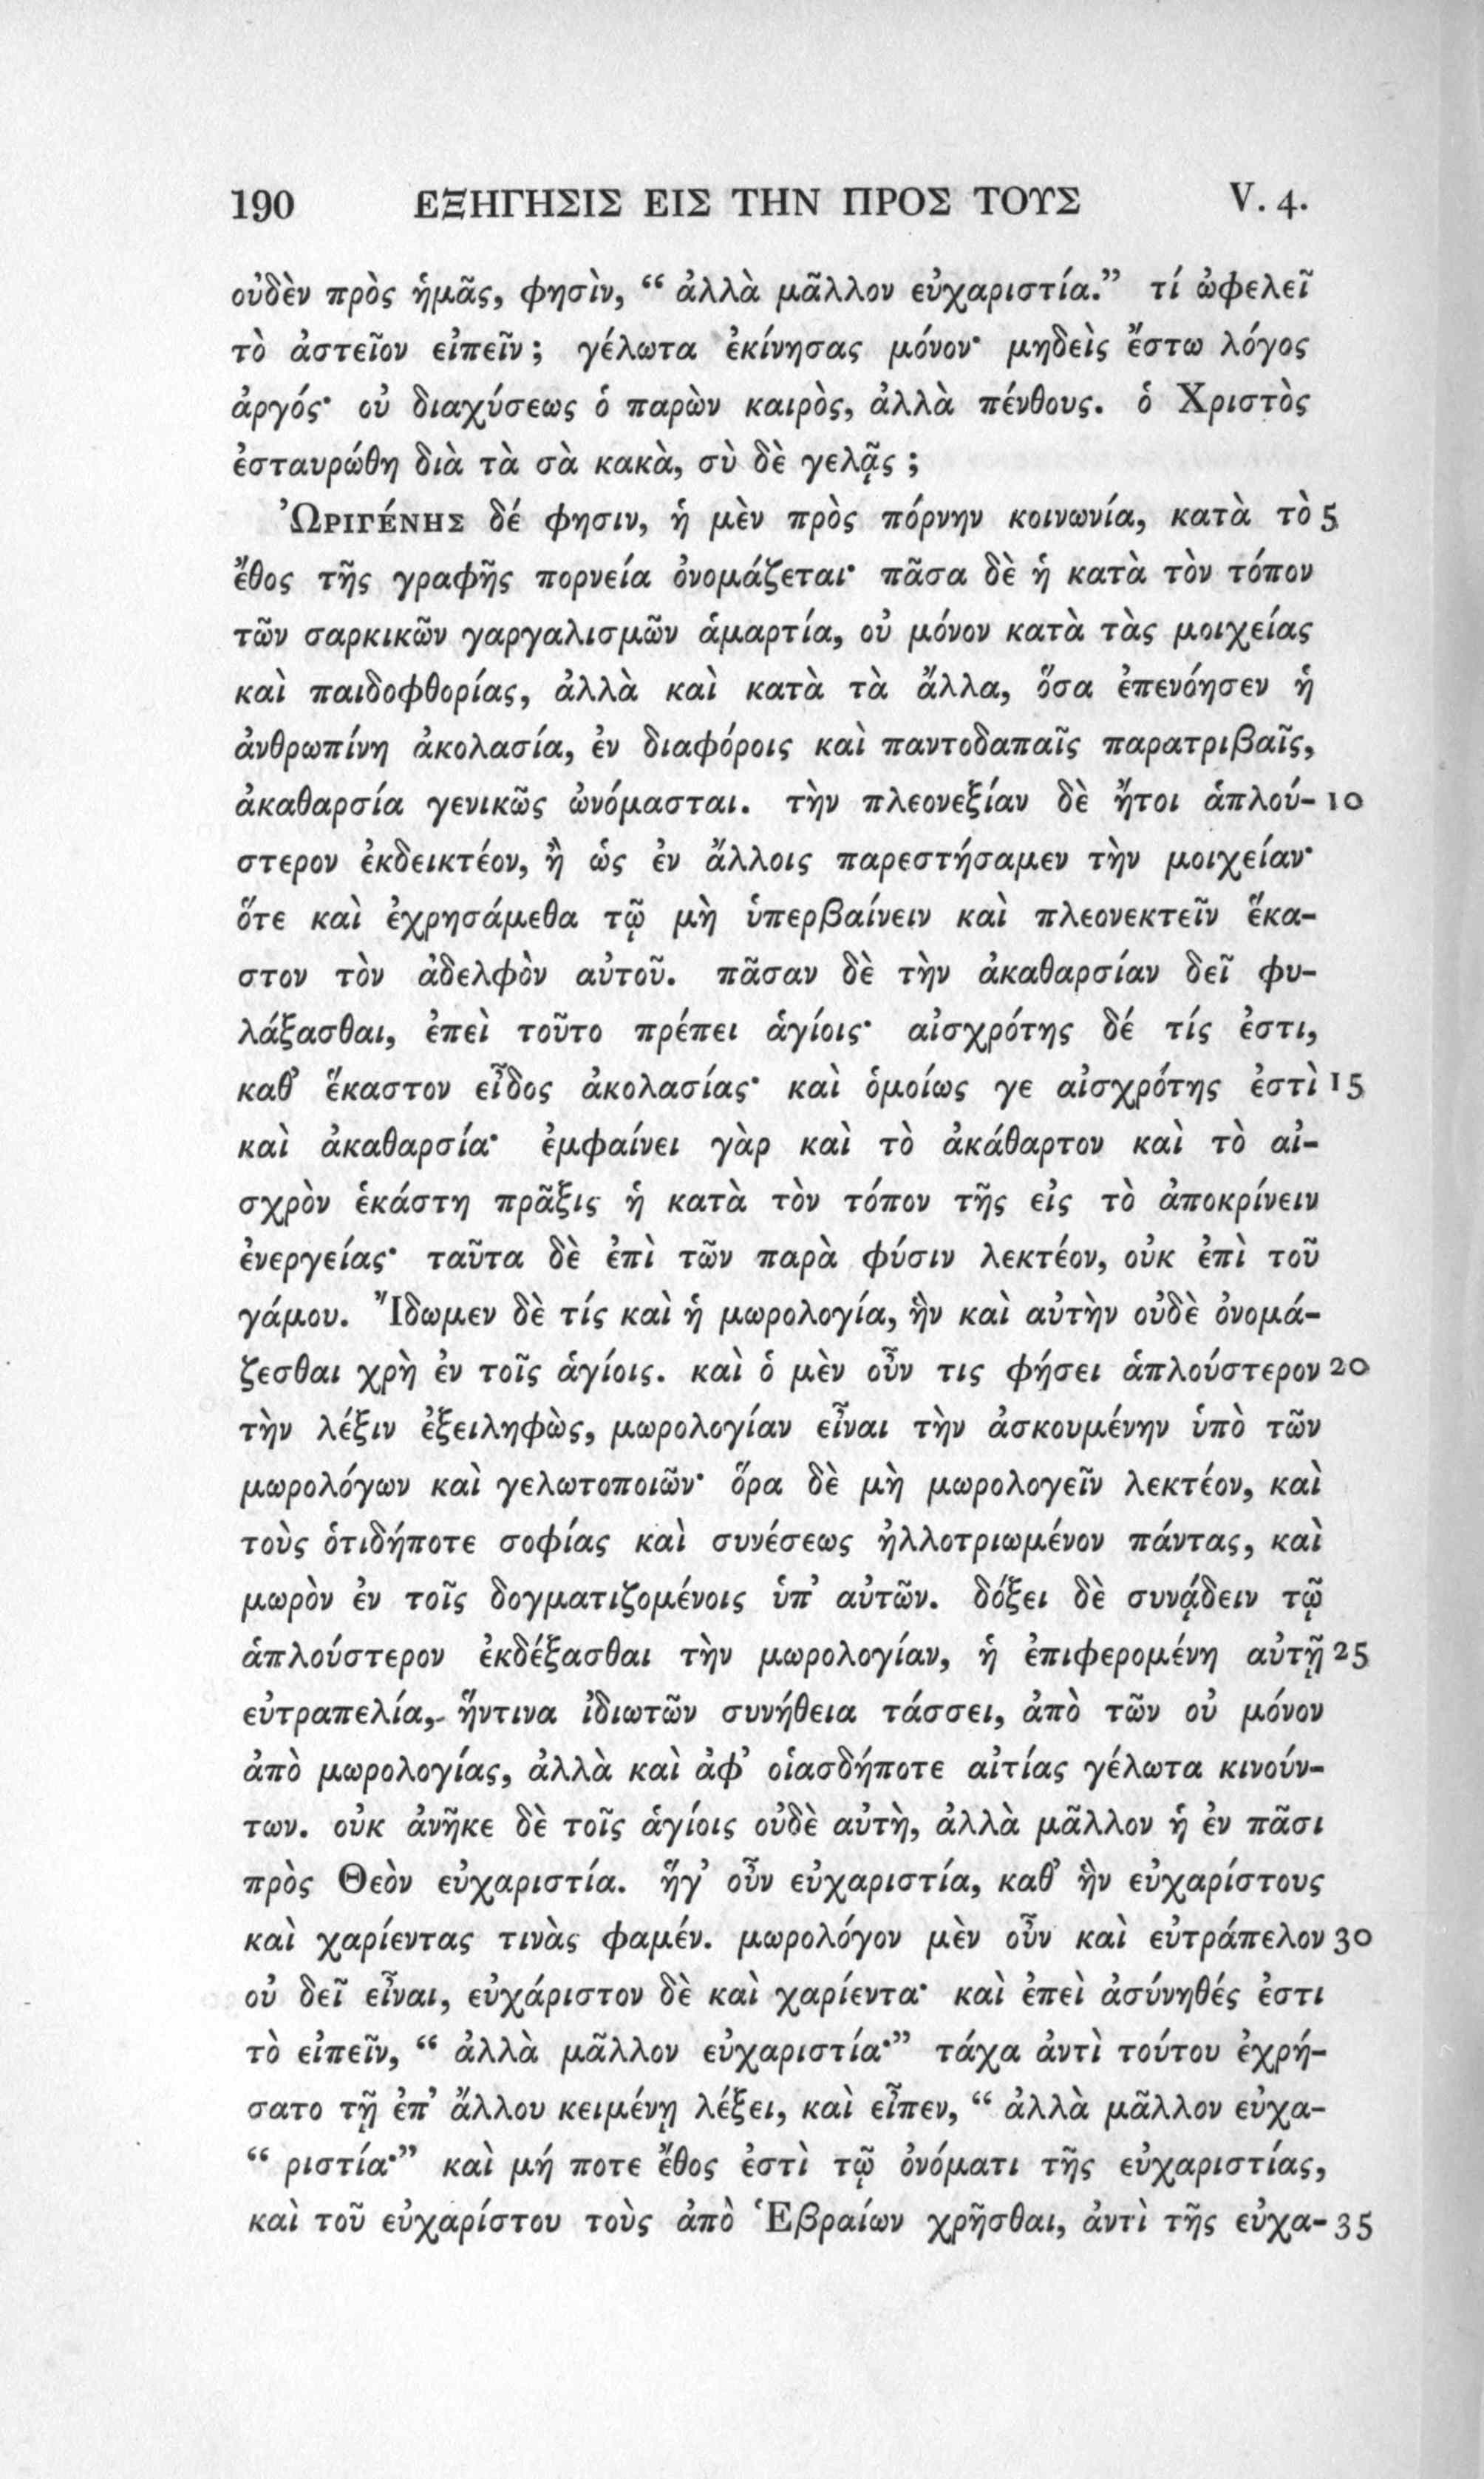 190 ΕΞΗΓΗΣΙΣ ΕΙΣ ΤΗΝ ΠΡΟΣ ΤΟΥΣ V. 4.
οὐδὲν πρὸς ἡμᾶς, φησὶν, “ ἀλλὰ μᾶλλον εὐχαριστία.” τί ὠφελεῖ
τὸ ἀστεῖον εἰπεῖν ; γέλωτα ἐκίνησας μόνον· μηδεὶς ἔστω λόγος
ἀργός· οὐ διαχύσεως ὁ παρὼν καιρὸς, ἀλλὰ πένθους. ὁ Χριστὸς
ἐσταυρώθη διὰ τὰ σὰ κακὰ, σὺ δὲ γελᾷς ;
ὨΡΙΓΈΝΗΣ δέ φησιν, ἡ μὲν πρὸς πόρνην κοινωνία, κατὰ τὸ 5
ἔθος τῆς γραφῆς πορνεία ὀνομάζεται· πᾶσα δὲ ἡ κατὰ τὸν τόπον
τῶν σαρκικῶν γαργαλισμῶν ἁμαρτία, οὐ μόνον κατὰ τὰς μοιχείας
καὶ παιδοφθορίας, ἀλλὰ καὶ κατὰ τὰ ἄλλα, ὅσα ἐπενόησεν ἡ
ἀνθρωπίνη ἀκολασία, ἐν διαφόροις καὶ παντοδαπαῖς παρατριβαῖς,
ἀκαθαρσία γενικῶς ὠνόμασται. τὴν πλεονεξίαν δὲ ἤτοι ἁπλού- 10
στερον ἐκδεικτέον, ἢ ὡς ἐν ἄλλοις παρεστήσαμεν τὴν μοιχείαν·
ὅτε καὶ ἐχρησάμεθα τῷ μὴ ὑπερβαίνειν καὶ πλεονεκτεῖν ἕκα-
στον τὸν ἀδελφὸν αὐτοῦ. πᾶσαν δὲ τὴν ἀκαθαρσίαν δεῖ φυ-
λάξασθαι, ἐπεὶ τοῦτο πρέπει ἁγίοις· αἰσχρότης δέ τίς ἐστι,
καθ’ ἕκαστον εἶδος ἀκολασίας· καὶ ὁμοίως γε αἰσχρότης ἐστὶ 15
καὶ ἀκαθαρσία· ἐμφαίνει γὰρ καὶ τὸ ἀκάθαρτον καὶ τὸ αἰ-
σχρὸν ἑκάστη πρᾶξις ἡ κατὰ τὸν τόπον τῆς εἰς τὸ ἀποκρίνειν
ἐνεργείας· ταῦτα δὲ ἐπὶ τῶν παρὰ φύσιν λεκτέον, οὐκ ἐπὶ τοῦ
γάμου. Ἴδωμεν δὲ τίς καὶ ἡ μωρολογία, ἣν καὶ αὐτὴν οὐδὲ ὀνομά-
ζεσθαι χρὴ ἐν τοῖς ἁγίοις. καὶ ὁ μὲν οὖν τις φήσει ἁπλούστερον 20
τὴν λέξιν ἐξειληφὼς, μωρολογίαν εἶναι τὴν ἀσκουμένην ὑπὸ τῶν
μωρολόγων καὶ γελωτοποιῶν· ὅρα δὲ μὴ μωρολογεῖν λεκτέον, καὶ
τοὺς ὁτιδήποτε σοφίας καὶ συνέσεως ἠλλοτριωμένον πάντας, καὶ
μωρὸν ἐν τοῖς δογματιζομένοις ὑπ’ αὐτῶν. δόξει δὲ συνᾴδειν τῷ
ἁπλούστερον ἐκδέξασθαι τὴν μωρολογίαν, ἡ ἐπιφερομένη αὐτῇ 25
εὐτραπελία, ἥντινα ἰδιωτῶν συνήθεια τάσσει, ἀπὸ τῶν οὐ μόνον
ἀπὸ μωρολογίας, ἀλλὰ καὶ ἀφ’ οἱασδήποτε αἰτίας γέλωτα κινούν-
των. οὐκ ἀνῆκε δὲ τοῖς ἁγίοις οὐδὲ αὐτὴ, ἀλλὰ μᾶλλον ἡ ἐν πᾶσι
πρὸς Θεὸν εὐχαριστία. ἥγ’ οὖν εὐχαριστία, καθ’ ἣν εὐχαρίστους
καὶ χαρίεντας τινὰς φαμέν. μωρολόγον μὲν οὖν καὶ εὐτράπελον 30
οὐ δεῖ εἶναι, εὐχάριστον δὲ καὶ χαρίεντα· καὶ ἐπεὶ ἀσύνηθές ἐστι
τὸ εἰπεῖν, “ ἀλλὰ μᾶλλον εὐχαριστία·” τάχα ἀντὶ τούτου ἐχρή-
σατο τῇ ἐπ’ ἄλλου κειμένῃ λέξει, καὶ εἶπεν, “ ἀλλὰ μᾶλλον εὐχα-
“ ριστία·” καὶ μή ποτε ἔθος ἐστὶ τῷ ὀνόματι τῆς εὐχαριστίας,
καὶ τοῦ εὐχαρίστου τοὺς ἀπὸ Ἑβραίων χρῆσθαι, ἀντὶ τῆς εὐχα- 35